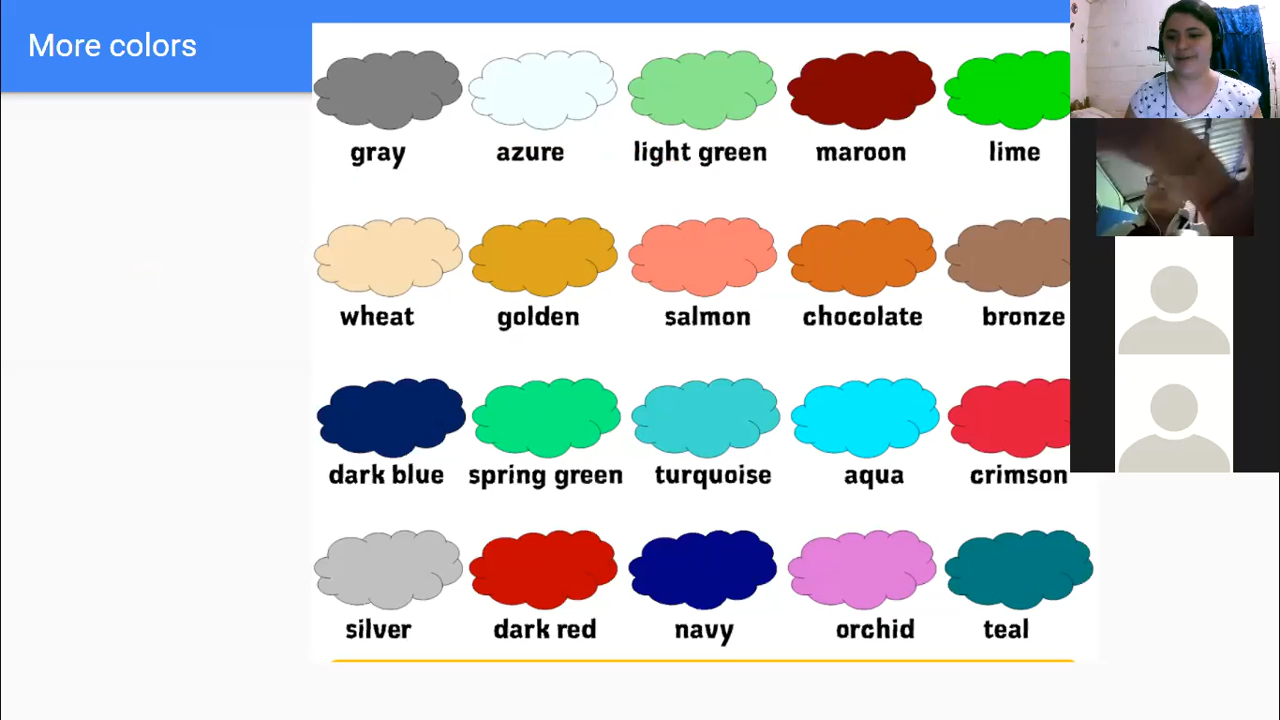 More colors
gray azure light green maroon lime
wheat golden salmon chocolate bronze
dark blue spring green turquoise aqua crimson
silver dark red navy orchid teal